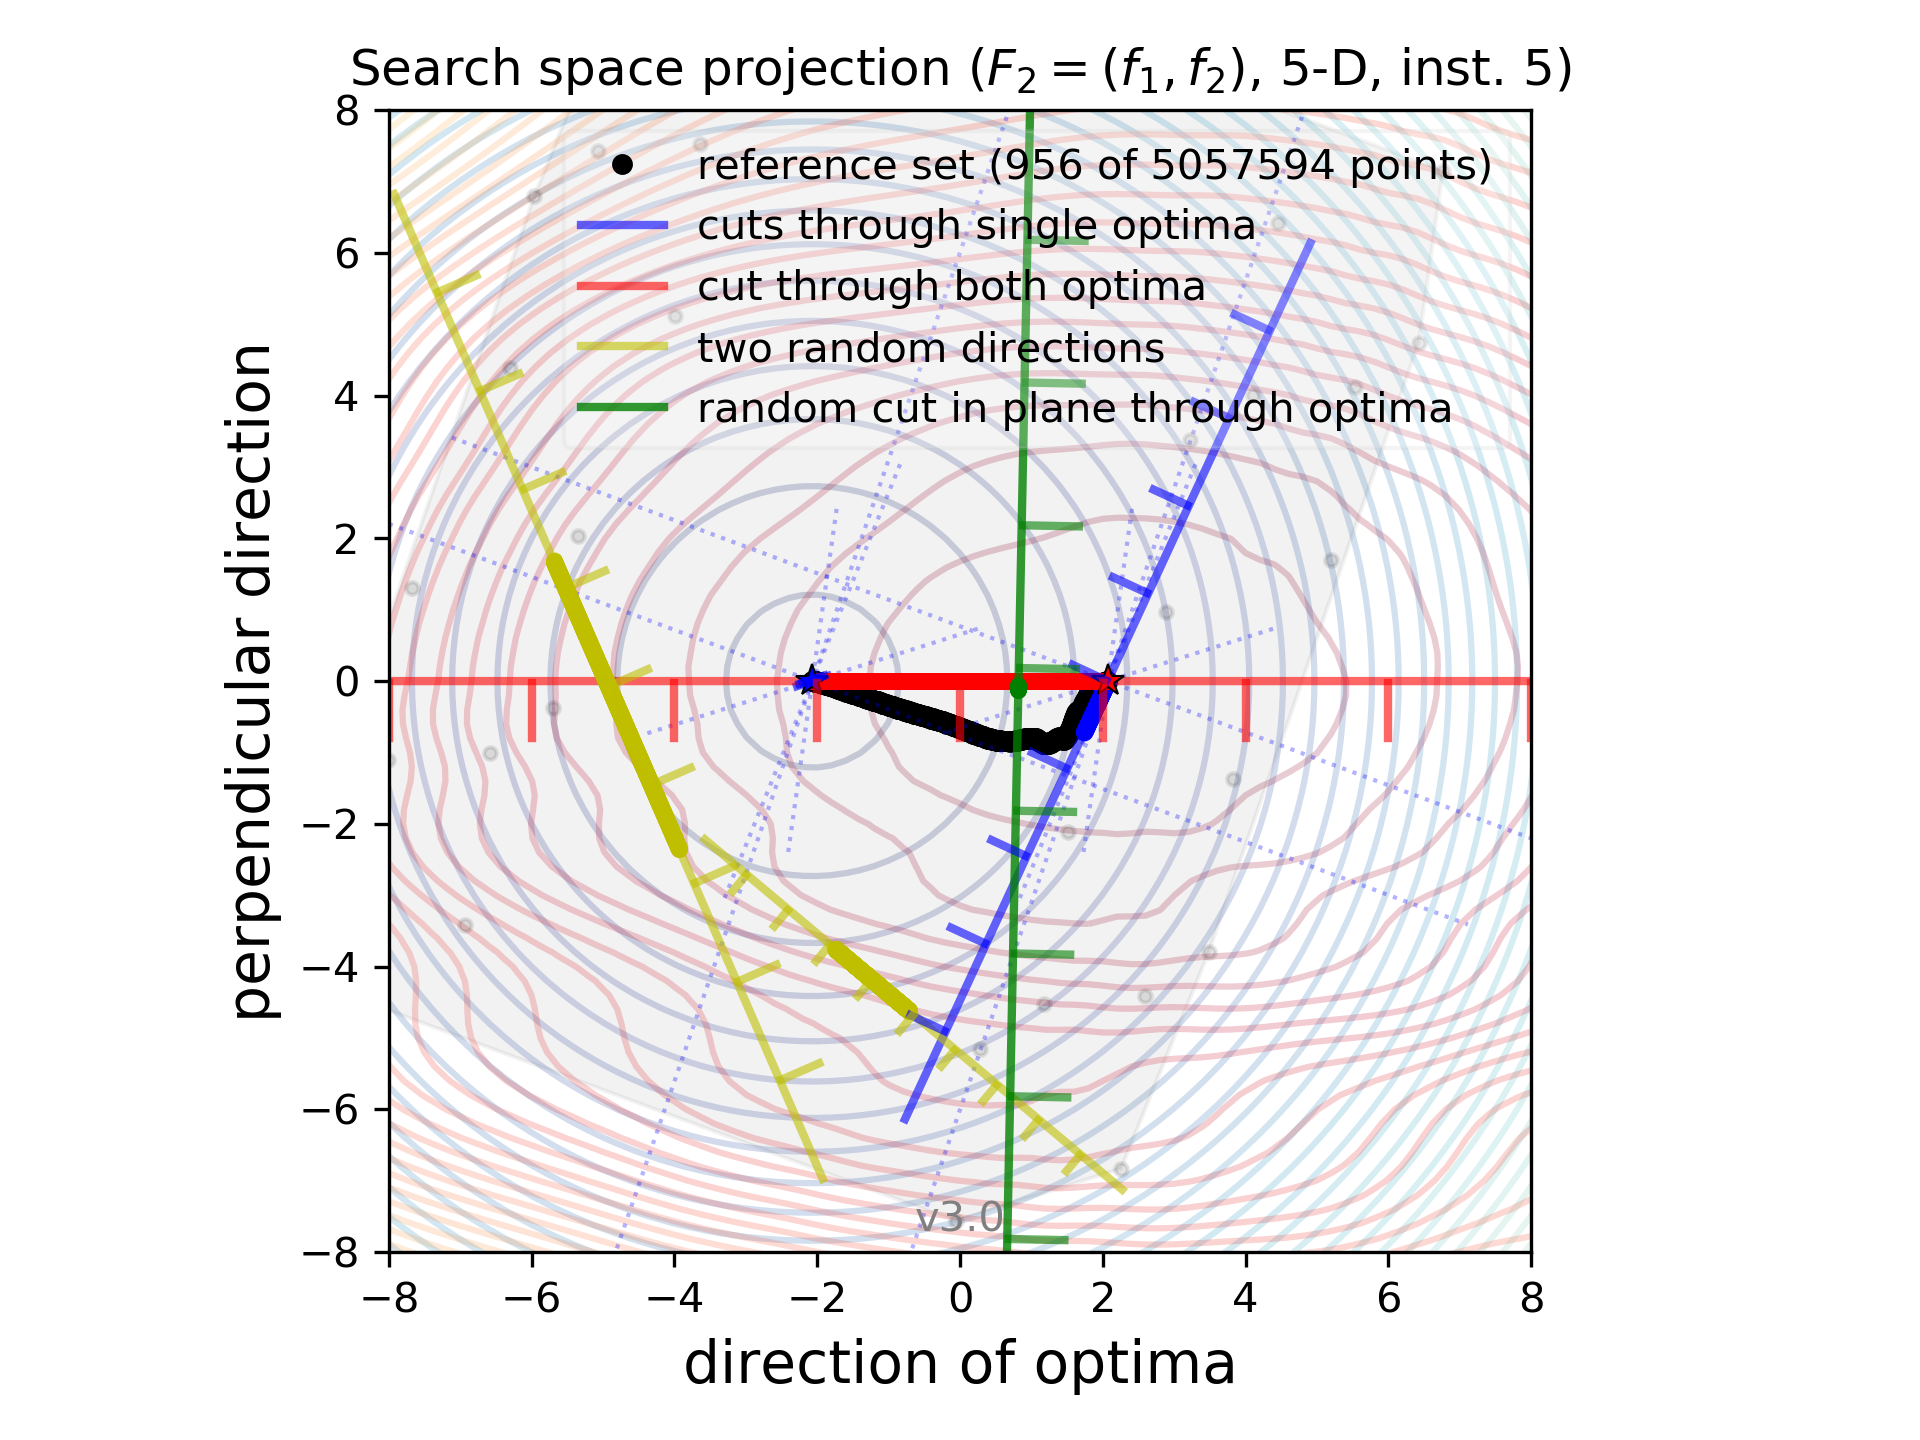 Search space projection (F₂ = (f₁, f₂), 5-D, inst. 5)
reference set (956 of 5057594 points)
cuts through single optima
cut through both optima
two random directions
random cut in plane through optima
8
6
4
2
0
−2
−4
−6
−8
perpendicular direction
v3.0
−8 −6 −4 −2 0 2 4 6 8
direction of optima